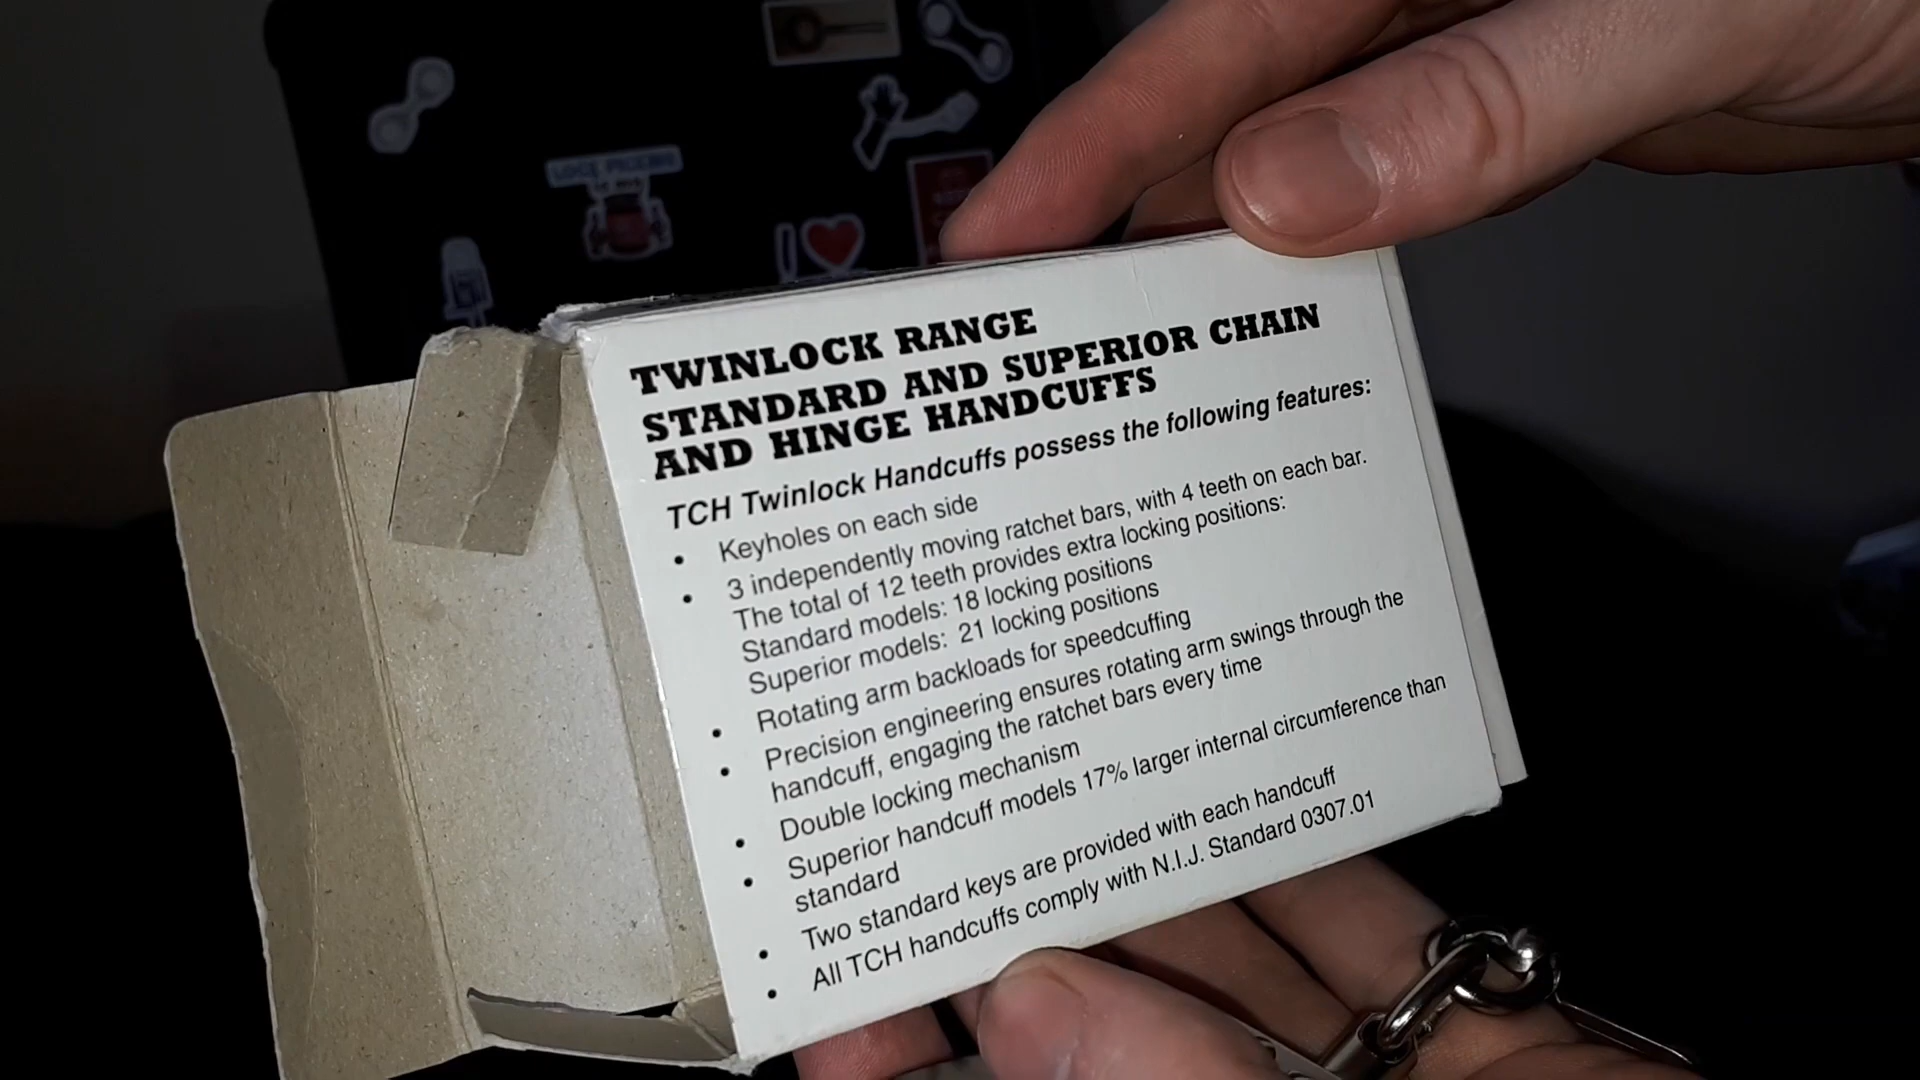 LOCK PICKING
I
TWINLOCK RANGE
STANDARD AND SUPERIOR CHAIN
AND HINGE HANDCUFFS
TCH Twinlock Handcuffs possess the following features:
• Keyholes on each side
• 3 independently moving ratchet bars, with 4 teeth on each bar.
The total of 12 teeth provides extra locking positions:
Standard models: 18 locking positions
Superior models: 21 locking positions
• Rotating arm backloads for speedcuffing
• Precision engineering ensures rotating arm swings through the
handcuff, engaging the ratchet bars every time
• Double locking mechanism
• Superior handcuff models 17% larger internal circumference than
standard
• Two standard keys are provided with each handcuff
• All TCH handcuffs comply with N.I.J. Standard 0307.01